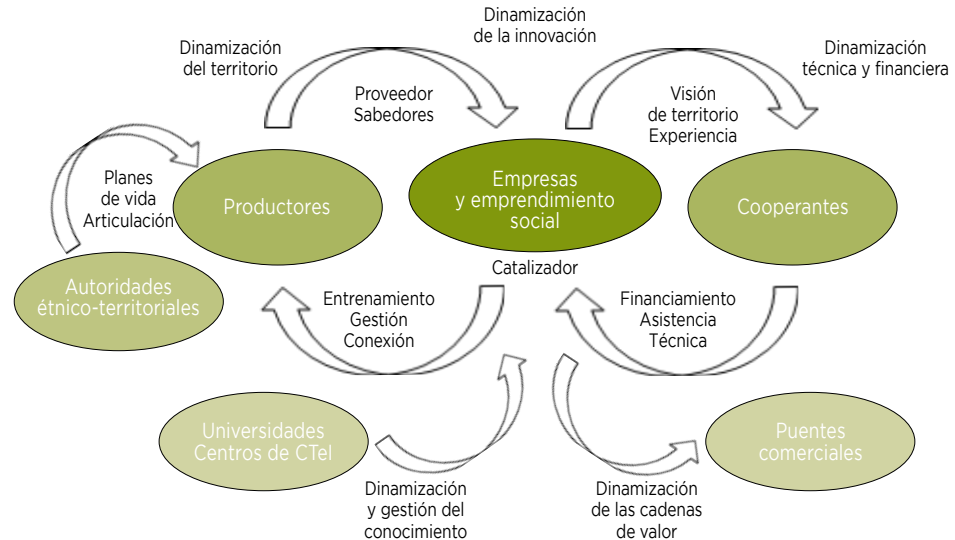 Dinamización
de la innovación
Dinamización
del territorio
Dinamización
técnica y financiera
Proveedor
Sabedores
Visión
de territorio
Experiencia
Planes
de vida
Articulación
Productores
Empresas
y emprendimiento
social
Cooperantes
Autoridades
étnico-territoriales
Catalizador
Entrenamiento
Gestión
Conexión
Financiamiento
Asistencia
Técnica
Universidades
Centros de CTeI
Puentes
comerciales
Dinamización
y gestión del
conocimiento
Dinamización
de las cadenas
de valor